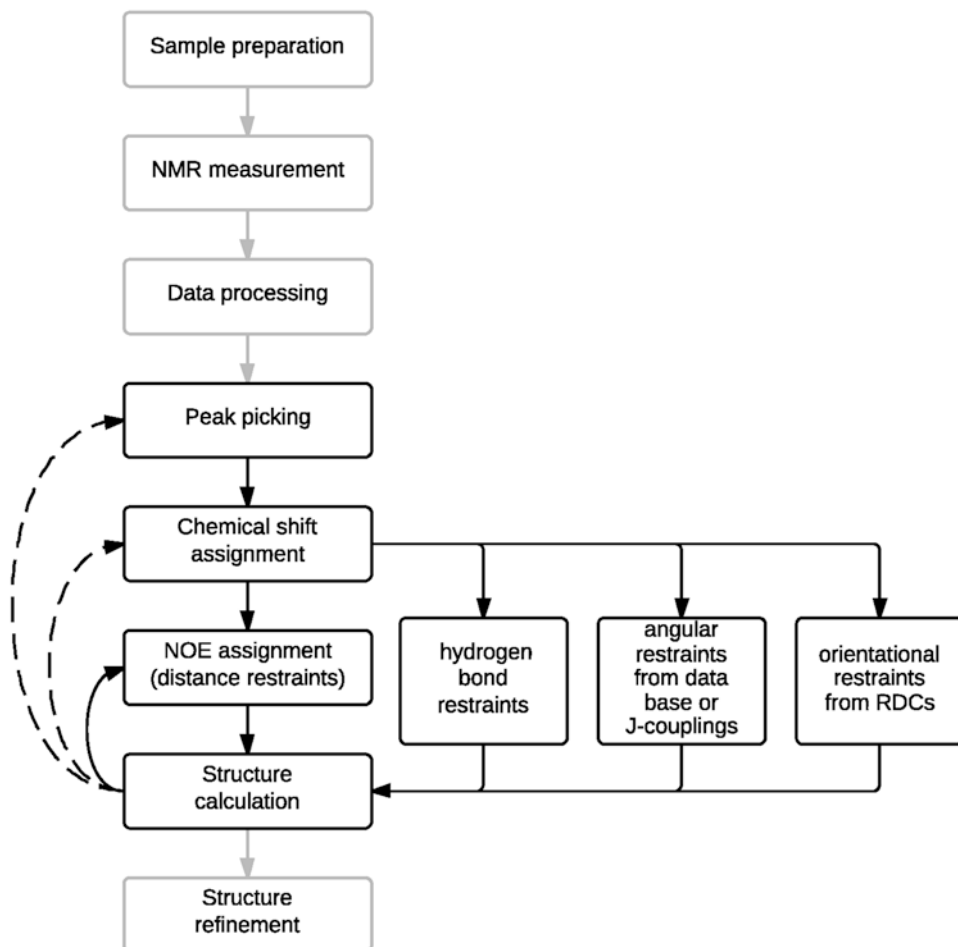 Sample preparation
NMR measurement
Data processing
Peak picking
Chemical shift
assignment
NOE assignment
(distance restraints)
hydrogen
bond
restraints
angular
restraints
from data
base or
J-couplings
orientational
restraints
from RDCs
Structure
calculation
Structure
refinement